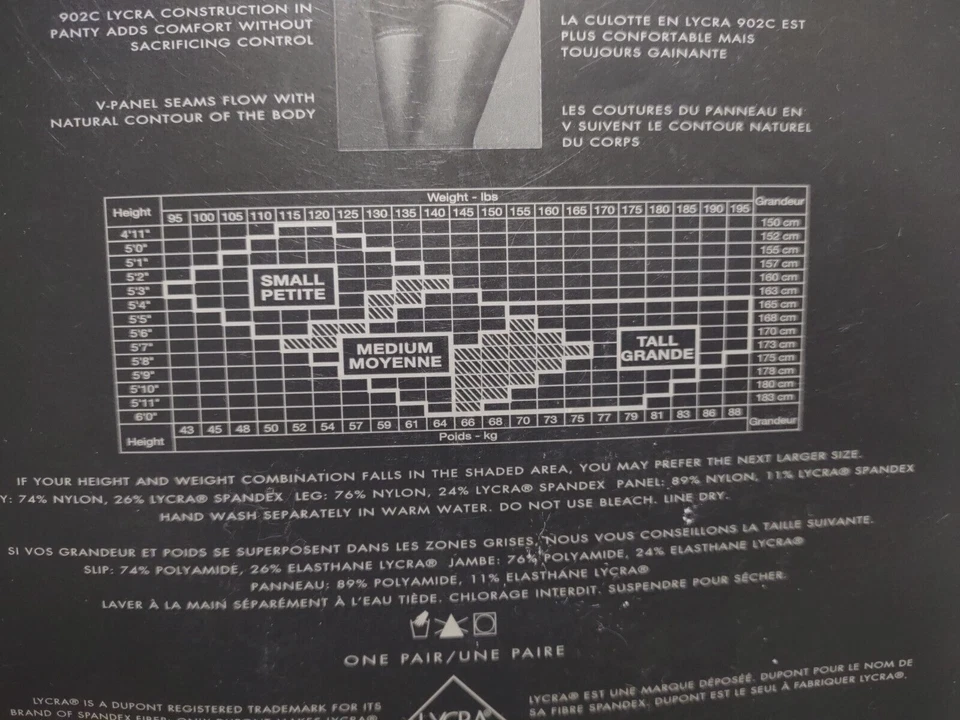 902C LYCRA CONSTRUCTION IN
PANTY ADDS COMFORT WITHOUT
SACRIFICING CONTROL
V-PANEL SEAMS FLOW WITH
NATURAL CONTOUR OF THE BODY
LA CULOTTE EN LYCRA 902C EST
PLUS CONFORTABLE MAIS
TOUJOURS GAINANTE
LES COUTURES DU PANNEAU EN
V SUIVENT LE CONTOUR NATUREL
DU CORPS
Height Weight - lbs Grandeur
95 100 105 110 115 120 125 130 135 140 145 150 155 160 165 170 175 180 185 190 195
4'11" 150 cm
5'0" 152 cm
5'1" 155 cm
5'2" 157 cm
5'3" 160 cm
5'4" 163 cm
5'5" 165 cm
5'6" 168 cm
5'7" 170 cm
5'8" 173 cm
5'9" 175 cm
5'10" 178 cm
5'11" 180 cm
6'0" 183 cm
SMALL
PETITE
MEDIUM
MOYENNE
TALL
GRANDE
43 45 48 50 52 54 57 59 61 64 66 68 70 73 75 77 79 81 83 86 88
Height Poids - kg Grandeur
IF YOUR HEIGHT AND WEIGHT COMBINATION FALLS IN THE SHADED AREA, YOU MAY PREFER THE NEXT LARGER SIZE.
Y: 74% NYLON, 26% LYCRA® SPANDEX LEG: 76% NYLON, 24% LYCRA® SPANDEX PANEL: 89% NYLON, 11% LYCRA® SPANDEX
HAND WASH SEPARATELY IN WARM WATER. DO NOT USE BLEACH. LINE DRY.
SI VOS GRANDEUR ET POIDS SE SUPERPOSENT DANS LES ZONES GRISES, NOUS VOUS CONSEILLONS LA TAILLE SUIVANTE.
SLIP: 74% POLYAMIDE, 26% ELASTHANE LYCRA® JAMBE: 76% POLYAMIDE, 24% ELASTHANE LYCRA®
PANNEAU: 89% POLYAMIDE, 11% ELASTHANE LYCRA®
LAVER À LA MAIN SÉPARÉMENT À L'EAU TIÈDE. CHLORAGE INTERDIT. SUSPENDRE POUR SÉCHER.
ONE PAIR/UNE PAIRE
LYCRA® IS A DUPONT REGISTERED TRADEMARK FOR ITS
BRAND OF SPANDEX FIBER. ONLY DUPONT MAKES LYCRA®.
LYCRA®
LYCRA® EST UNE MARQUE DÉPOSÉE. DUPONT POUR LE NOM DE
SA FIBRE SPANDEX. DUPONT EST LE SEUL À FABRIQUER LYCRA®.